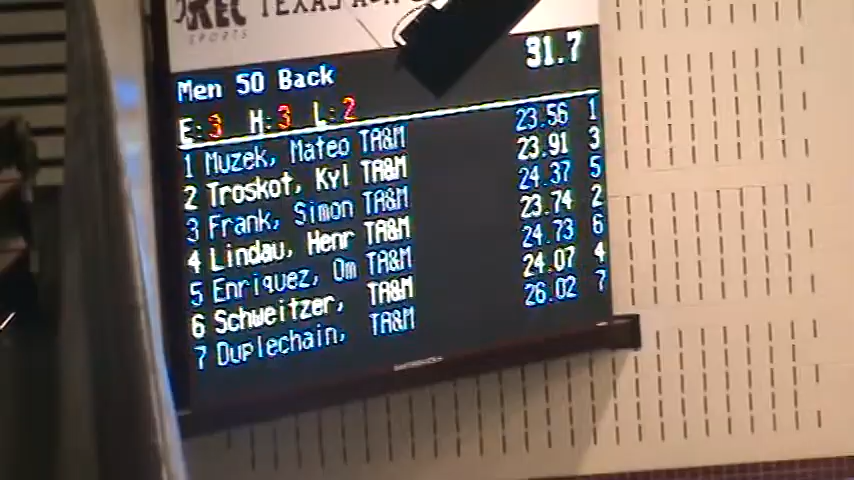 REC TEXAS A&M
SPORTS
Men 50 Back 31.7
E: 3 H: 3 L: 2
1 Muzek, Mateo TA&M 23.56 1
2 Troskot, Kyl TA&M 23.91 3
3 Frank, Simon TA&M 24.37 5
4 Lindau, Henr TA&M 23.74 2
5 Enriquez, Om TA&M 24.73 6
6 Schweitzer, TA&M 24.07 4
7 Duplechain, TA&M 26.02 7